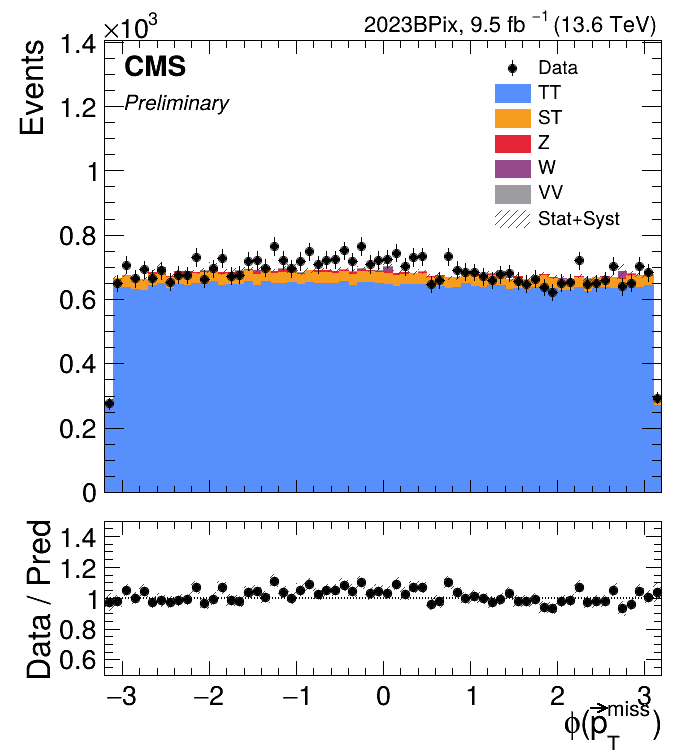 ×10³
2023BPix, 9.5 fb⁻¹ (13.6 TeV)
1.4
CMS
Data
Events
TT
1.2
Preliminary
ST
Z
1
W
VV
0.8
Stat+Syst
0.6
0.4
0.2
0
Data / Pred
1.4
1.2
1
0.8
0.6
−3 −2 −1 0 1 2 3
ϕ(p⃗ₜᵐⁱˢˢ)